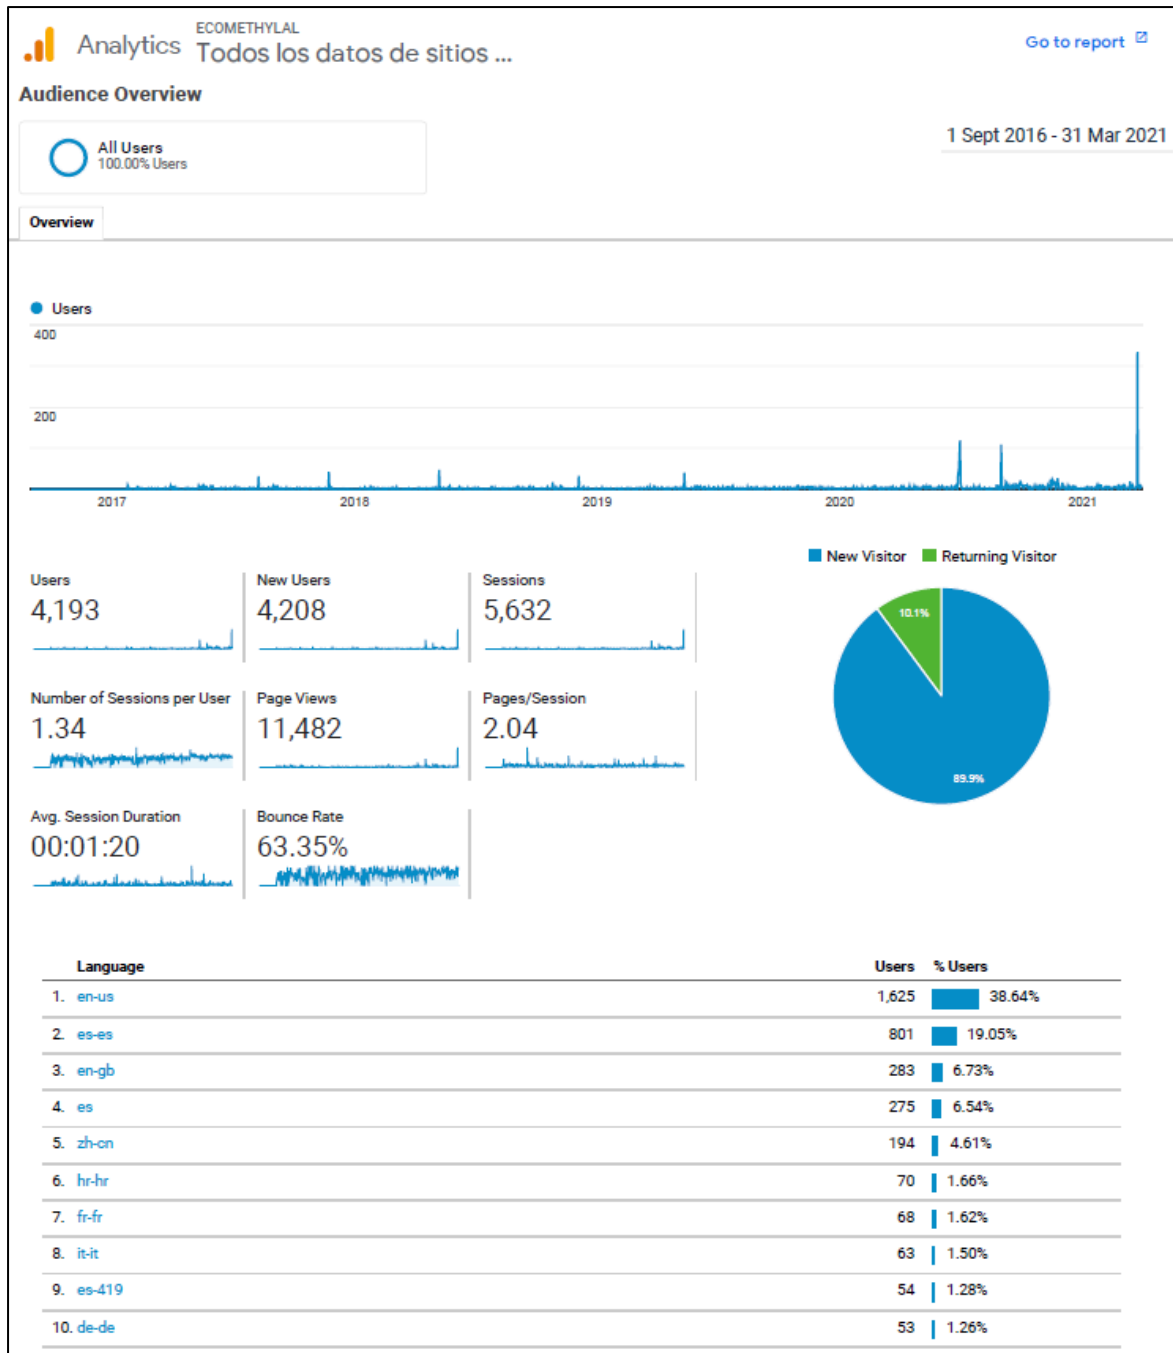 Analytics
ECOMETHYLAL
Todos los datos de sitios ...
Go to report
Audience Overview
All Users
100.00% Users
1 Sept 2016 - 31 Mar 2021
Overview
Users
400
200
2017 2018 2019 2020 2021
New Visitor Returning Visitor
10.1%
89.9%
Users
4,193
New Users
4,208
Sessions
5,632
Number of Sessions per User
1.34
Page Views
11,482
Pages/Session
2.04
Avg. Session Duration
00:01:20
Bounce Rate
63.35%
Language Users % Users
1. en-us 1,625 38.64%
2. es-es 801 19.05%
3. en-gb 283 6.73%
4. es 275 6.54%
5. zh-cn 194 4.61%
6. hr-hr 70 1.66%
7. fr-fr 68 1.62%
8. it-it 63 1.50%
9. es-419 54 1.28%
10. de-de 53 1.26%